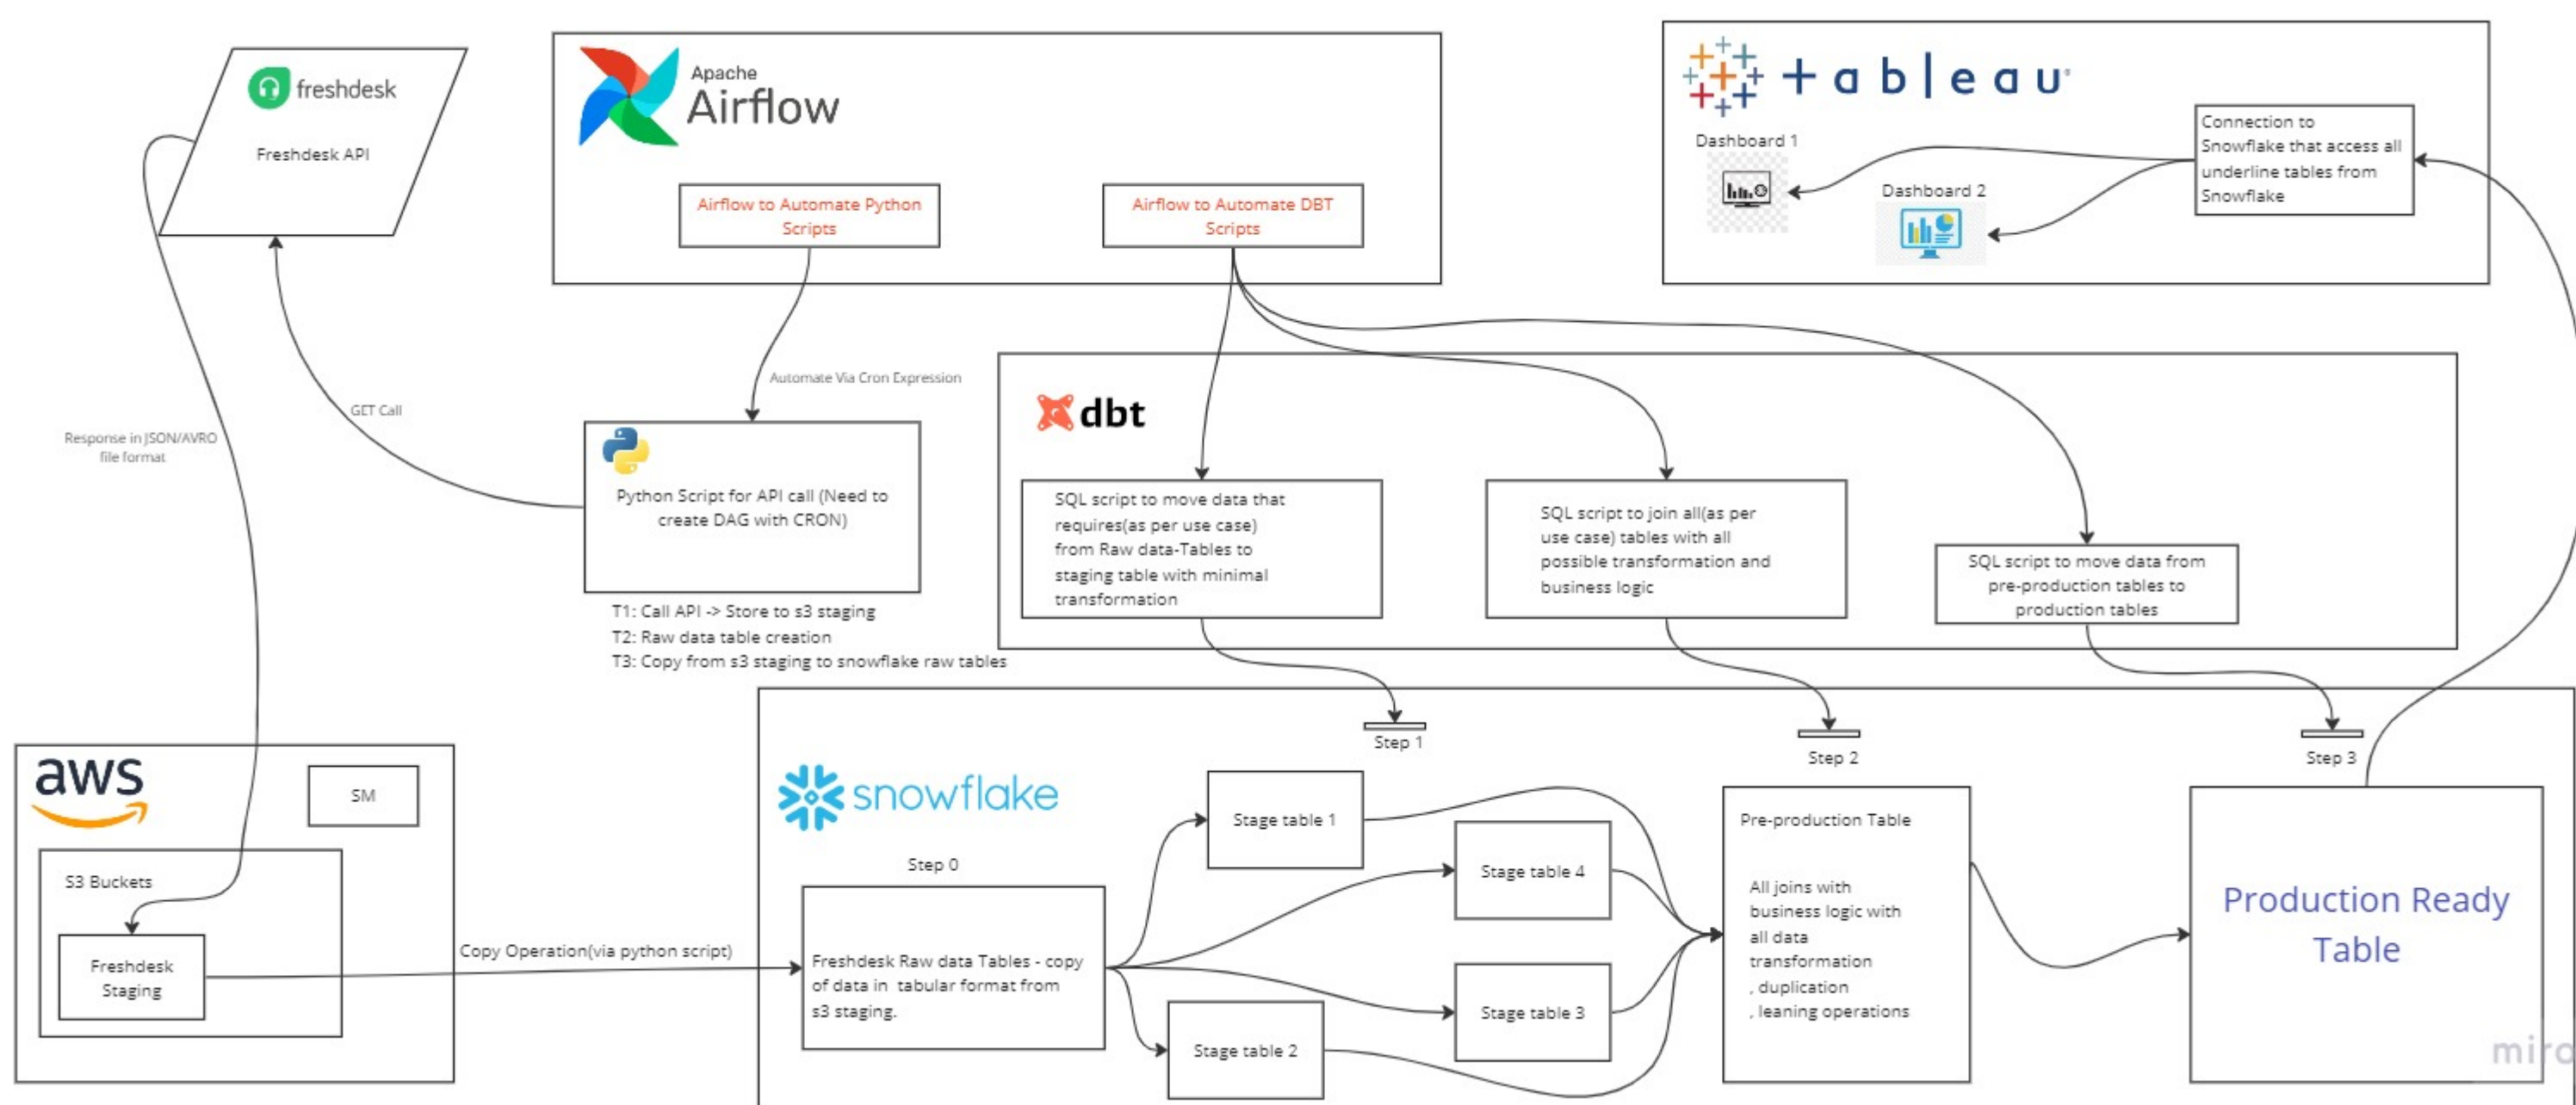 freshdesk
Freshdesk API
Apache
Airflow
Airflow to Automate Python
Scripts
Airflow to Automate DBT
Scripts
+ableau
Dashboard 1
Dashboard 2
Connection to
Snowflake that access all
underline tables from
Snowflake
Automate Via Cron Expression
GET Call
Response in JSON/AVRO
file format
Python Script for API call (Need to
create DAG with CRON)
T1: Call API -> Store to s3 staging
T2: Raw data table creation
T3: Copy from s3 staging to snowflake raw tables
dbt
SQL script to move data that
requires(as per use case)
from Raw data-Tables to
staging table with minimal
transformation
SQL script to join all(as per
use case) tables with all
possible transformation and
business logic
SQL script to move data from
pre-production tables to
production tables
aws
SM
S3 Buckets
Freshdesk
Staging
Copy Operation(via python script)
snowflake
Step 0
Freshdesk Raw data Tables - copy
of data in tabular format from
s3 staging.
Step 1
Stage table 1
Stage table 4
Stage table 3
Stage table 2
Step 2
Pre-production Table
All joins with
business logic with
all data
transformation
, duplication
, leaning operations
Step 3
Production Ready
Table
miro